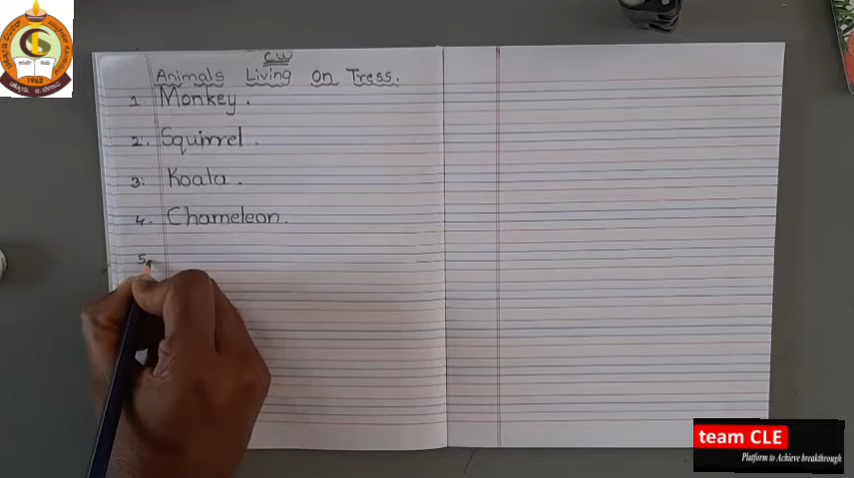 CW
Animals Living on Tress.
1. Monkey.
2. Squirrel.
3. Koala.
4. Chameleon.
5.
1962
team CLE
Platform to Achieve breakthrough